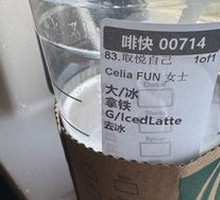 啡快 00714
83.取悦自己 1of1
Celia FUN 女士
大/冰
拿铁
G/IcedLatte
去冰
Decaf